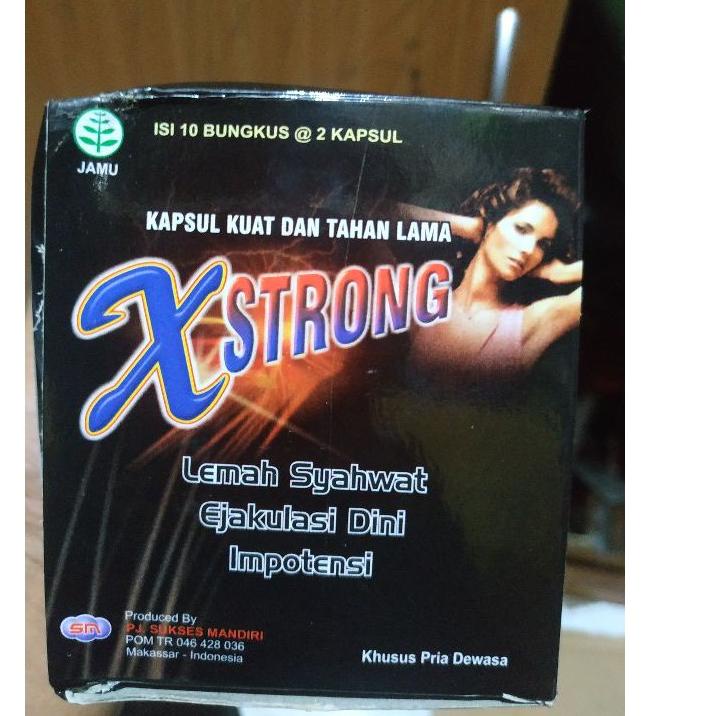 ISI 10 BUNGKUS @ 2 KAPSUL
JAMU
KAPSUL KUAT DAN TAHAN LAMA
XSTRONG
Lemah Syahwat
Ejakulasi Dini
Impotensi
SM
Produced By
PJ. SUKSES MANDIRI
POM TR 046 428 036
Makassar - Indonesia
Khusus Pria Dewasa